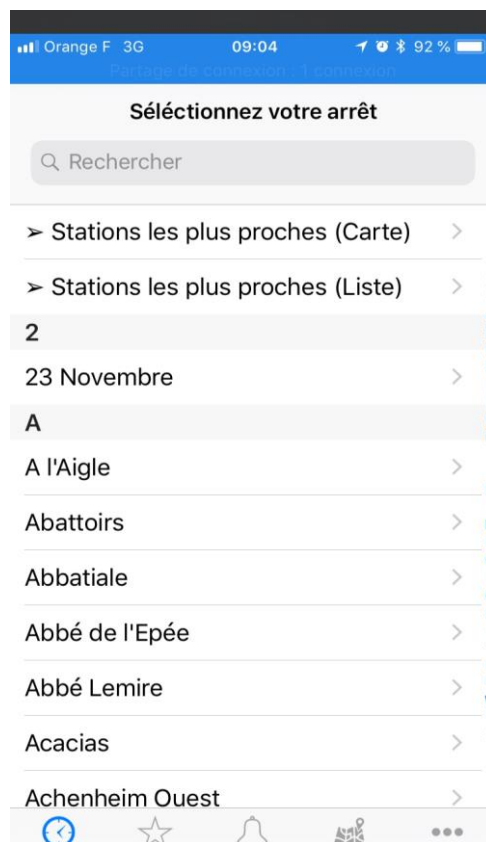 Orange F 3G 09:04 92 %
Partage de connexion : 1 connexion
Séléctionnez votre arrêt
Rechercher
➢ Stations les plus proches (Carte)
➢ Stations les plus proches (Liste)
2
23 Novembre
A
A l'Aigle
Abattoirs
Abbatiale
Abbé de l'Epée
Abbé Lemire
Acacias
Achenheim Ouest